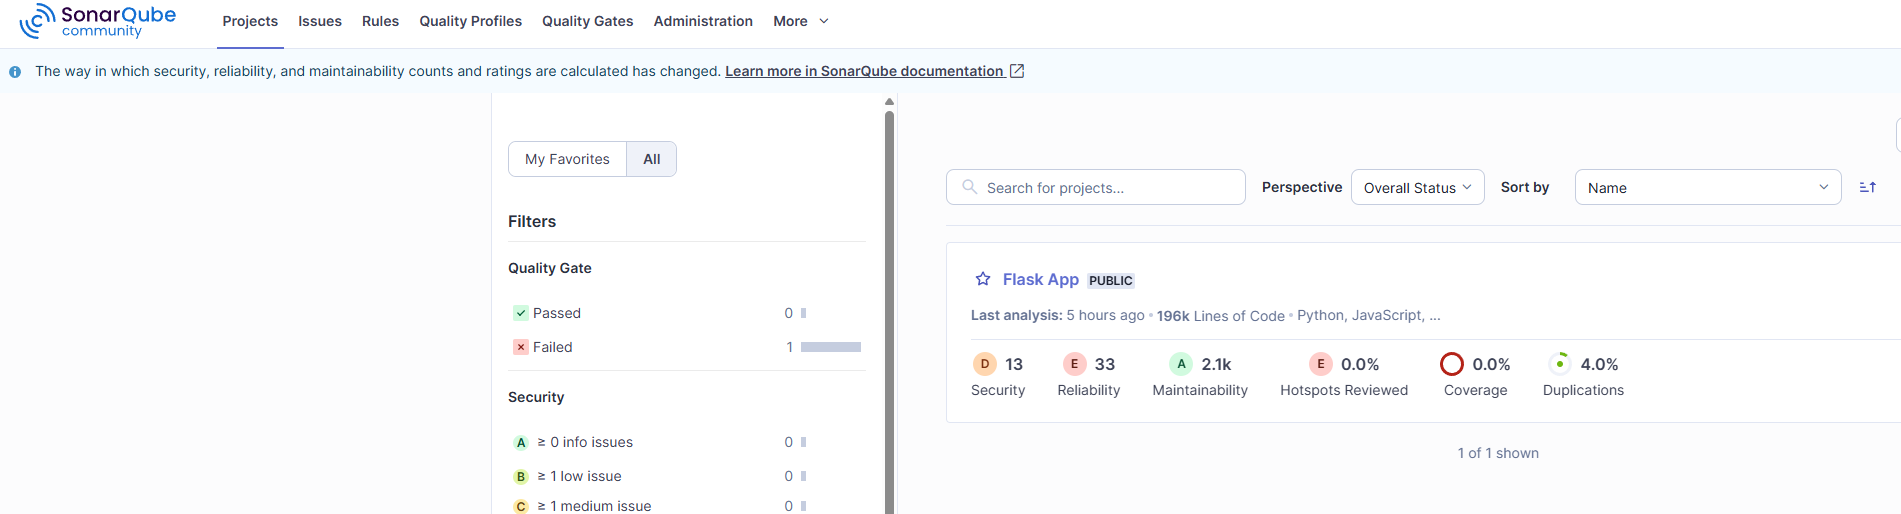 SonarQube
community
Projects Issues Rules Quality Profiles Quality Gates Administration More
The way in which security, reliability, and maintainability counts and ratings are calculated has changed. Learn more in SonarQube documentation
My Favorites All
Filters
Quality Gate
Passed 0
Failed 1
Security
A ≥ 0 info issues 0
B ≥ 1 low issue 0
C ≥ 1 medium issue 0
Search for projects... Perspective Overall Status Sort by Name
Flask App PUBLIC
Last analysis: 5 hours ago • 196k Lines of Code • Python, JavaScript, ...
D 13 E 33 A 2.1k E 0.0% 0.0% 4.0%
Security Reliability Maintainability Hotspots Reviewed Coverage Duplications
1 of 1 shown